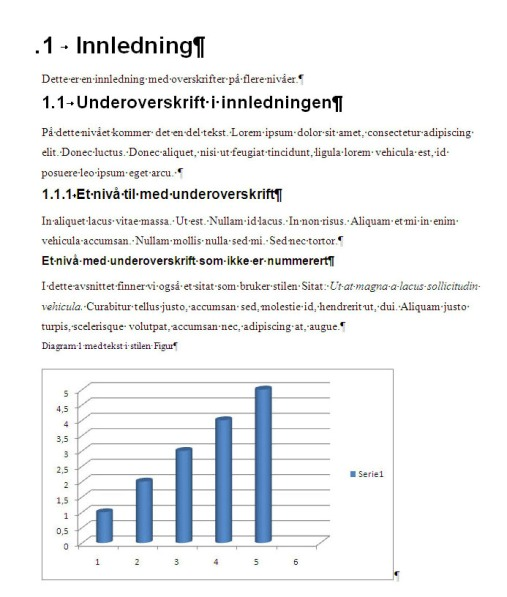 .1→ Innledning¶
Dette·er·en·innledning·med·overskrifter·på·flere·nivåer.¶
1.1→Underoverskrift·i·innledningen¶
På·dette·nivået·kommer·det·en·del·tekst.·Lorem·ipsum·dolor·sit·amet,·consectetur·adipiscing·
elit.·Donec·luctus.·Donec·aliquet,·nisi·ut·feugiat·tincidunt,·ligula·lorem·vehicula·est,·id·
posuere·leo·ipsum·eget·arcu.·¶
1.1.1→Et·nivå·til·med·underoverskrift¶
In·aliquet·lacus·vitae·massa.·Ut·est.·Nullam·id·lacus.·In·non·risus.·Aliquam·et·mi·in·enim·
vehicula·accumsan.·Nullam·mollis·nulla·sed·mi.·Sed·nec·tortor.¶
Et·nivå·med·underoverskrift·som·ikke·er·nummerert¶
I·dette·avsnittet·finner·vi·også·et·sitat·som·bruker·stilen·Sitat:·Ut·at·magna·a·lacus·sollicitudin·
vehicula.·Curabitur·tellus·justo,·accumsan·sed,·molestie·id,·hendrerit·ut,·dui.·Aliquam·justo·
turpis,·scelerisque·volutpat,·accumsan·nec,·adipiscing·at,·augue.¶
Diagram·1·med·tekst·i·stilen·Figur¶
5
4,5
4
3,5
3
2,5
2
1,5
1
0,5
0
1 2 3 4 5 6
Serie1
¶